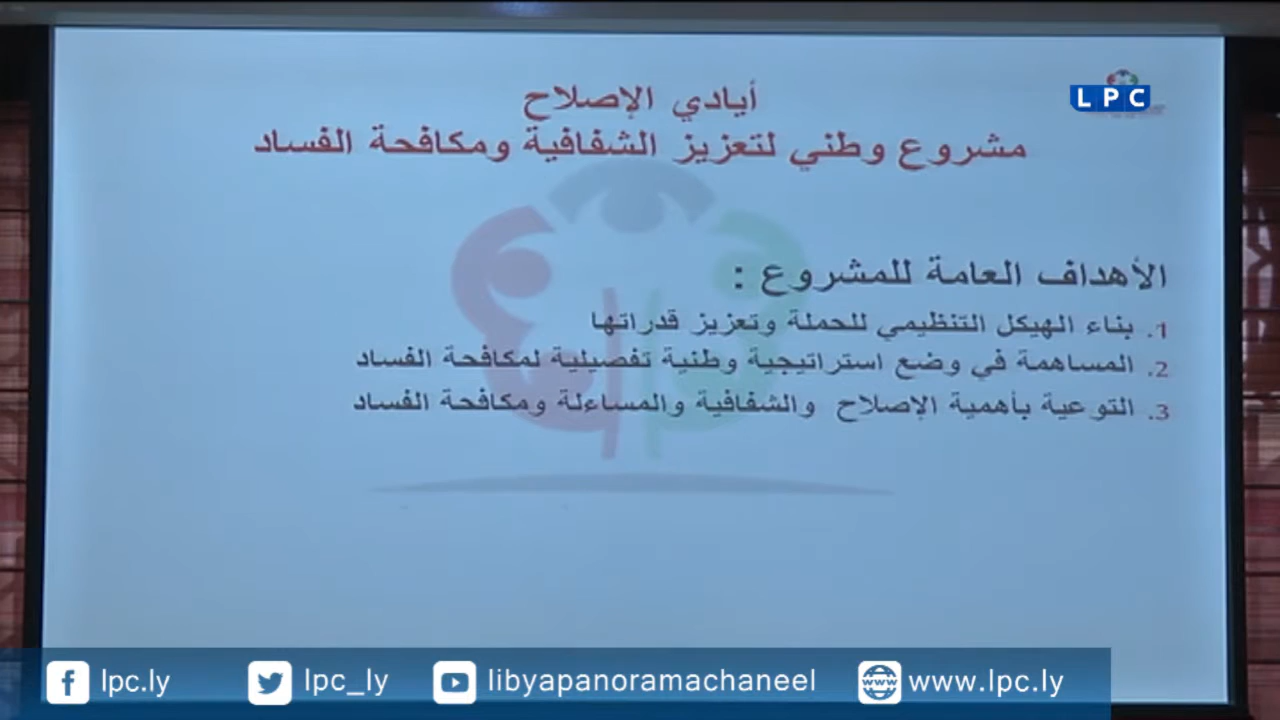 LPC
أيادي الإصلاح
مشروع وطني لتعزيز الشفافية ومكافحة الفساد
الأهداف العامة للمشروع :
1. بناء الهيكل التنظيمي للحملة وتعزيز قدراتها
2. المساهمة في وضع استراتيجية وطنية تفصيلية لمكافحة الفساد
3. التوعية بأهمية الإصلاح والشفافية والمساءلة ومكافحة الفساد
lpc.ly
lpc_ly
libyapanoramachaneel
www.lpc.ly